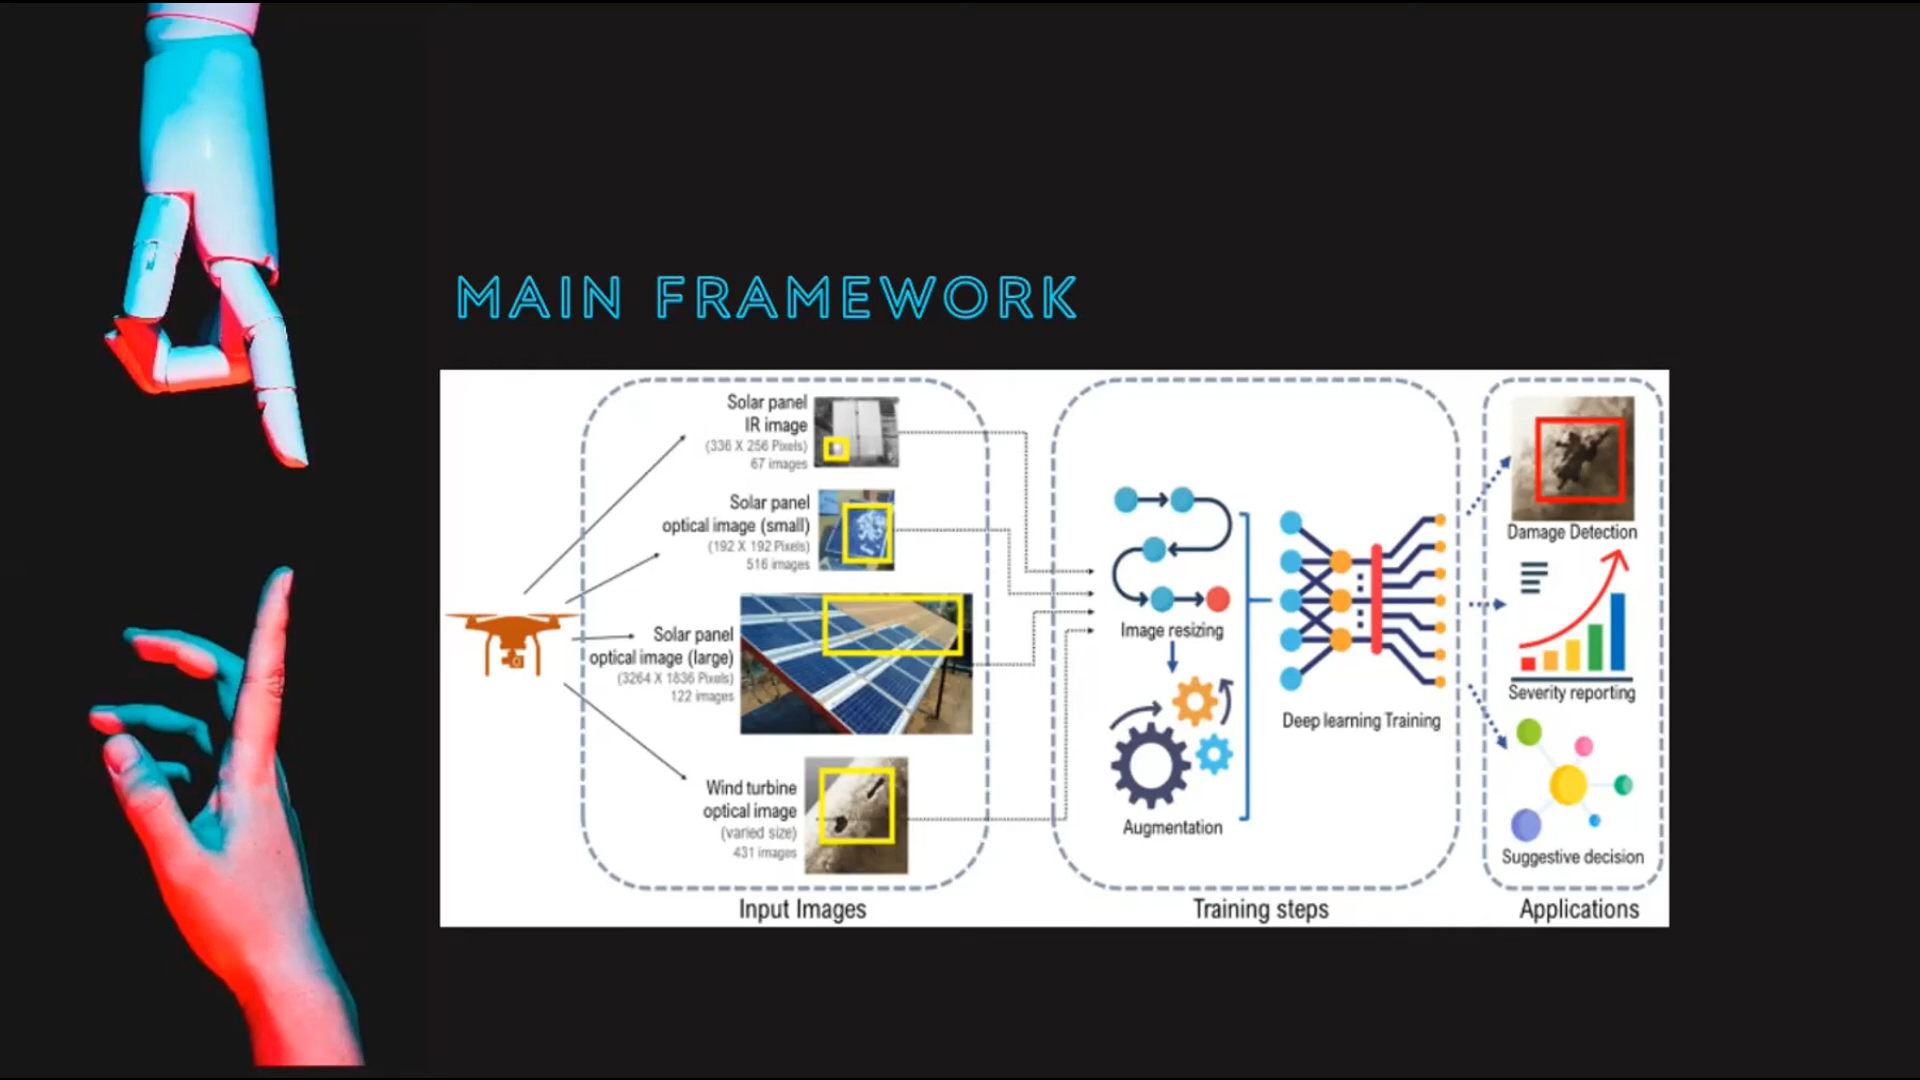 MAIN FRAMEWORK
Solar panel
IR image
(336 X 256 Pixels)
67 images
Solar panel
optical image (small)
(192 X 192 Pixels)
516 images
Solar panel
optical image (large)
(3264 X 1836 Pixels)
122 images
Wind turbine
optical image
(varied size)
431 images
Input Images
Image resizing
Augmentation
Deep learning Training
Training steps
Damage Detection
Severity reporting
Suggestive decision
Applications